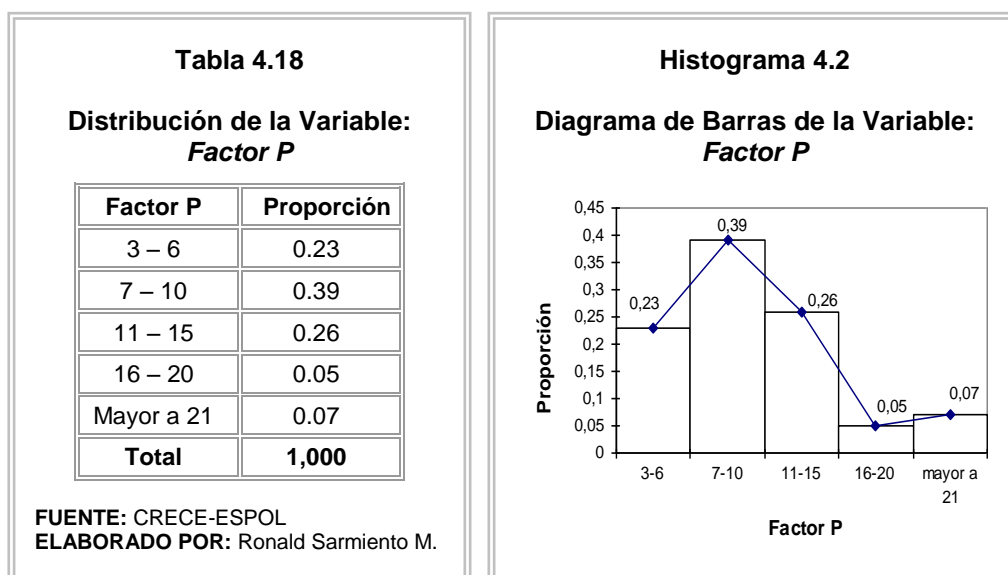 Tabla 4.18
Distribución de la Variable:
Factor P
Factor P Proporción
3 – 6 0.23
7 – 10 0.39
11 – 15 0.26
16 – 20 0.05
Mayor a 21 0.07
Total 1,000
FUENTE: CRECE-ESPOL
ELABORADO POR: Ronald Sarmiento M.
Histograma 4.2
Diagrama de Barras de la Variable:
Factor P
Proporción
0,45
0,4
0,35
0,3
0,25
0,2
0,15
0,1
0,05
0
0,23
0,39
0,26
0,05
0,07
3-6 7-10 11-15 16-20 mayor a
21
Factor P